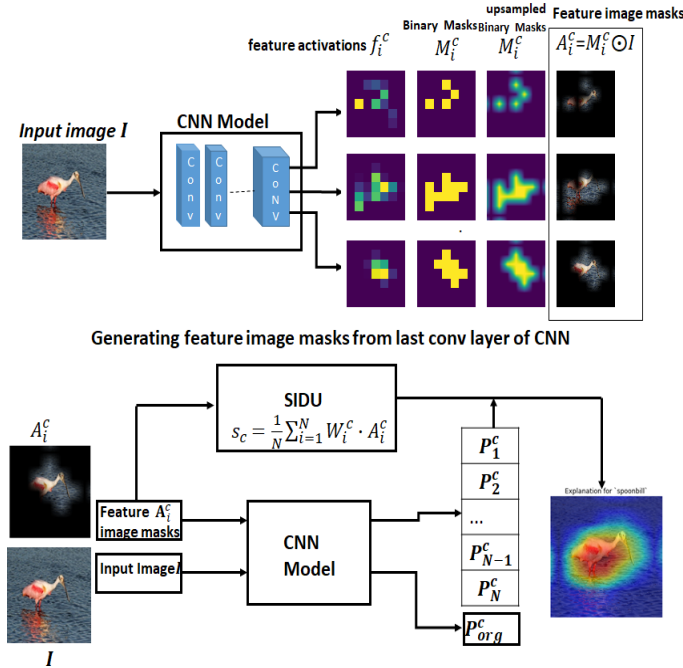 upsampled
Feature image masks
Binary Masks
Binary Masks
feature activations f_i^c
M_i^c
M_i^c
A_i^c=M_i^c⊙I
Input image I
CNN Model
Conv
Conv
CoNV
Generating feature image masks from last conv layer of CNN
SIDU
s_c = 1/N ∑_{i=1}^{N} W_i^c · A_i^c
A_i^c
P_1^c
P_2^c
...
P_{N-1}^c
P_N^c
P_org^c
Feature A_i^c
image masks
CNN
Model
Input Image I
I
Explanation for `spoonbill'